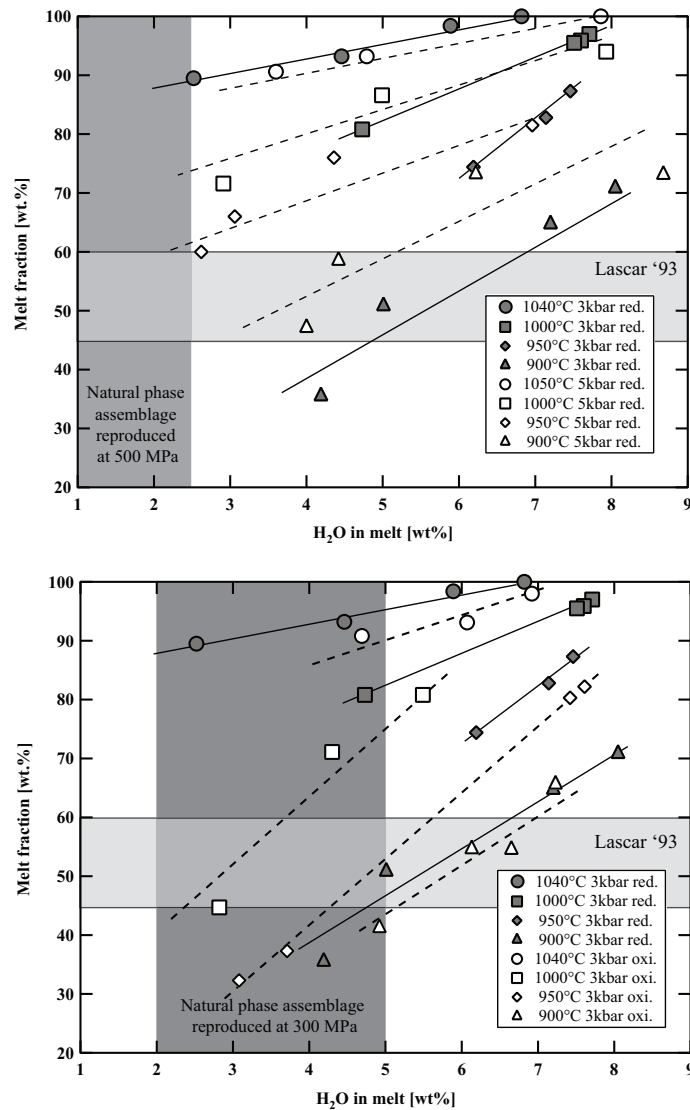 100
90
80
70
60
50
40
30
20
Melt fraction [wt.%]
Lascar ‘93
Natural phase
assemblage
reproduced
at 500 MPa
1040°C 3kbar red.
1000°C 3kbar red.
950°C 3kbar red.
900°C 3kbar red.
1050°C 5kbar red.
1000°C 5kbar red.
950°C 5kbar red.
900°C 5kbar red.
1 2 3 4 5 6 7 8 9
H₂O in melt [wt%]
100
90
80
70
60
50
40
30
20
Melt fraction [wt.%]
Lascar ‘93
1040°C 3kbar red.
1000°C 3kbar red.
950°C 3kbar red.
900°C 3kbar red.
1040°C 3kbar oxi.
1000°C 3kbar oxi.
950°C 3kbar oxi.
900°C 3kbar oxi.
Natural phase assemblage
reproduced at 300 MPa
1 2 3 4 5 6 7 8 9
H₂O in melt [wt%]